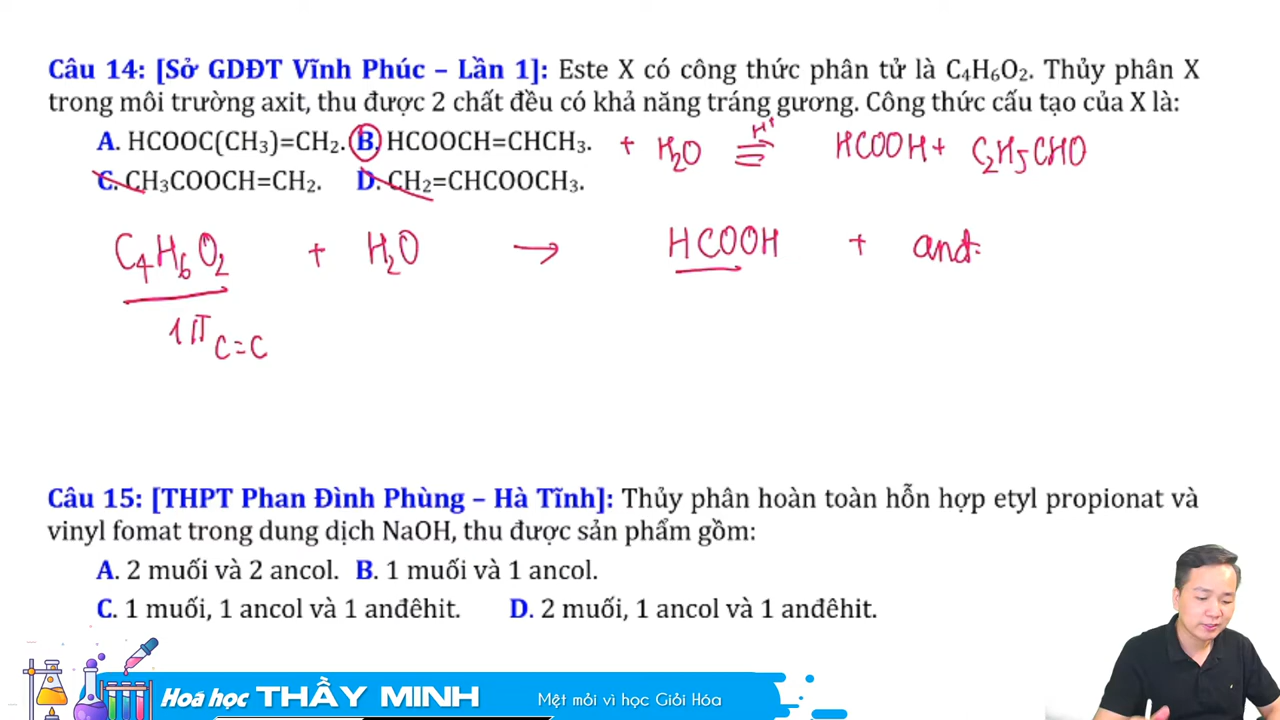 Câu 14: [Sở GDĐT Vĩnh Phúc – Lần 1]: Este X có công thức phân tử là C₄H₆O₂. Thủy phân X
trong môi trường axit, thu được 2 chất đều có khả năng tráng gương. Công thức cấu tạo của X là:
A. HCOOC(CH₃)=CH₂. B. HCOOCH=CHCH₃. + H₂O H⁺ ⇌ HCOOH + C₂H₅CHO
C. CH₃COOCH=CH₂. D. CH₂=CHCOOCH₃.
C₄H₆O₂ + H₂O → HCOOH + anđ.
1π C=C
Câu 15: [THPT Phan Đình Phùng – Hà Tĩnh]: Thủy phân hoàn toàn hỗn hợp etyl propionat và
vinyl fomat trong dung dịch NaOH, thu được sản phẩm gồm:
A. 2 muối và 2 ancol. B. 1 muối và 1 ancol.
C. 1 muối, 1 ancol và 1 anđêhit. D. 2 muối, 1 ancol và 1 anđêhit.
Hoá học THẦY MINH Mệt mỏi vì học Giỏi Hóa